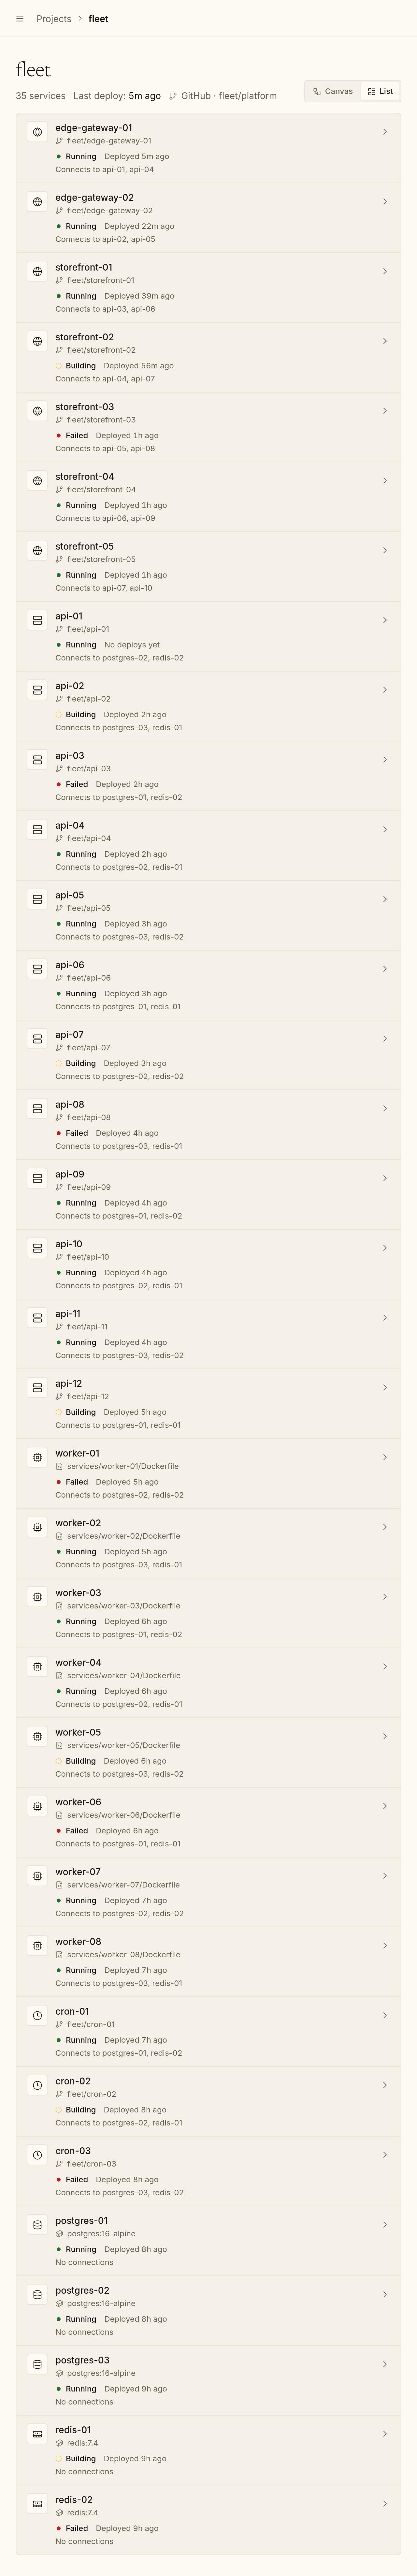 Projects > fleet
fleet
35 services Last deploy: 5m ago GitHub · fleet/platform
Canvas List
edge-gateway-01
fleet/edge-gateway-01
Running Deployed 5m ago
Connects to api-01, api-04
edge-gateway-02
fleet/edge-gateway-02
Running Deployed 22m ago
Connects to api-02, api-05
storefront-01
fleet/storefront-01
Running Deployed 39m ago
Connects to api-03, api-06
storefront-02
fleet/storefront-02
Building Deployed 56m ago
Connects to api-04, api-07
storefront-03
fleet/storefront-03
Failed Deployed 1h ago
Connects to api-05, api-08
storefront-04
fleet/storefront-04
Running Deployed 1h ago
Connects to api-06, api-09
storefront-05
fleet/storefront-05
Running Deployed 1h ago
Connects to api-07, api-10
api-01
fleet/api-01
Running No deploys yet
Connects to postgres-02, redis-02
api-02
fleet/api-02
Building Deployed 2h ago
Connects to postgres-03, redis-01
api-03
fleet/api-03
Failed Deployed 2h ago
Connects to postgres-01, redis-02
api-04
fleet/api-04
Running Deployed 2h ago
Connects to postgres-02, redis-01
api-05
fleet/api-05
Running Deployed 3h ago
Connects to postgres-03, redis-02
api-06
fleet/api-06
Running Deployed 3h ago
Connects to postgres-01, redis-01
api-07
fleet/api-07
Building Deployed 3h ago
Connects to postgres-02, redis-02
api-08
fleet/api-08
Failed Deployed 4h ago
Connects to postgres-03, redis-01
api-09
fleet/api-09
Running Deployed 4h ago
Connects to postgres-01, redis-02
api-10
fleet/api-10
Running Deployed 4h ago
Connects to postgres-02, redis-01
api-11
fleet/api-11
Running Deployed 4h ago
Connects to postgres-03, redis-02
api-12
fleet/api-12
Building Deployed 5h ago
Connects to postgres-01, redis-01
worker-01
services/worker-01/Dockerfile
Failed Deployed 5h ago
Connects to postgres-02, redis-02
worker-02
services/worker-02/Dockerfile
Running Deployed 5h ago
Connects to postgres-03, redis-01
worker-03
services/worker-03/Dockerfile
Running Deployed 6h ago
Connects to postgres-01, redis-02
worker-04
services/worker-04/Dockerfile
Running Deployed 6h ago
Connects to postgres-02, redis-01
worker-05
services/worker-05/Dockerfile
Building Deployed 6h ago
Connects to postgres-03, redis-02
worker-06
services/worker-06/Dockerfile
Failed Deployed 6h ago
Connects to postgres-01, redis-01
worker-07
services/worker-07/Dockerfile
Running Deployed 7h ago
Connects to postgres-02, redis-02
worker-08
services/worker-08/Dockerfile
Running Deployed 7h ago
Connects to postgres-03, redis-01
cron-01
fleet/cron-01
Running Deployed 7h ago
Connects to postgres-01, redis-02
cron-02
fleet/cron-02
Building Deployed 8h ago
Connects to postgres-02, redis-01
cron-03
fleet/cron-03
Failed Deployed 8h ago
Connects to postgres-03, redis-02
postgres-01
postgres:16-alpine
Running Deployed 8h ago
No connections
postgres-02
postgres:16-alpine
Running Deployed 8h ago
No connections
postgres-03
postgres:16-alpine
Running Deployed 9h ago
No connections
redis-01
redis:7.4
Building Deployed 9h ago
No connections
redis-02
redis:7.4
Failed Deployed 9h ago
No connections